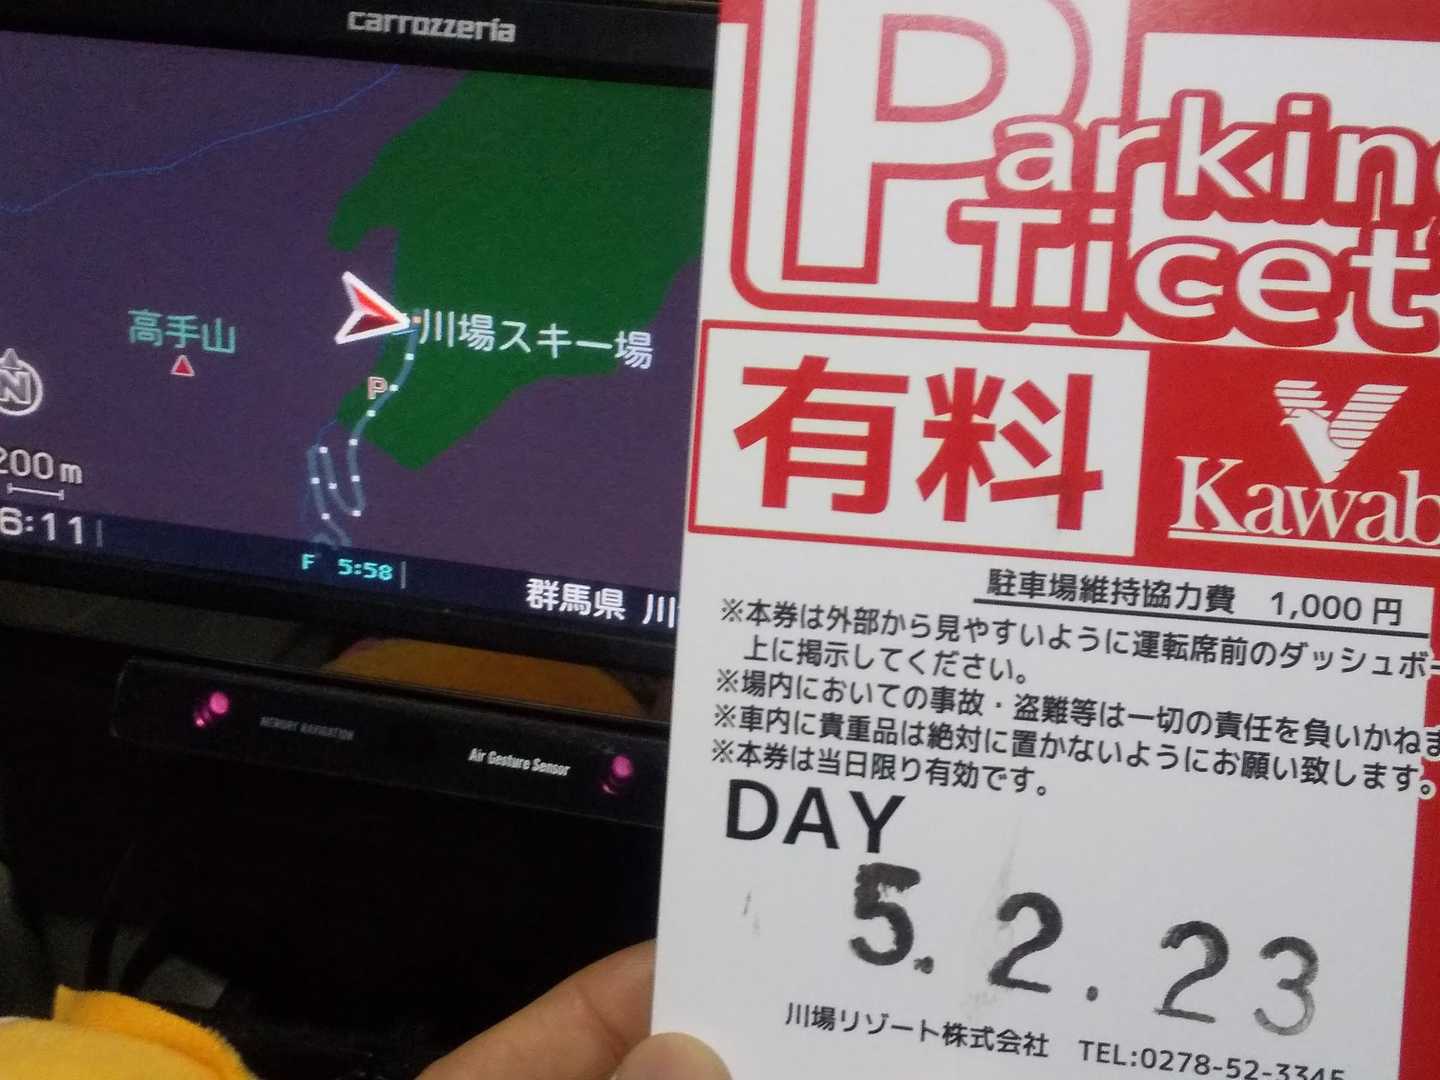 carrozzeria
高手山
川場スキー場
P
N
200m
6:11
F 5:58
群馬県 川
MEMORY NAVIGATION
Air Gesture Sensor
Parking
Ticet
有料
Kawab
駐車場維持協力費 1,000円
※本券は外部から見やすいように運転席前のダッシュボー
上に掲示してください。
※場内においての事故・盗難等は一切の責任を負いかねま
※車内に貴重品は絶対に置かないようにお願い致します。
※本券は当日限り有効です。
DAY
5.2.23
川場リゾート株式会社 TEL:0278-52-3345